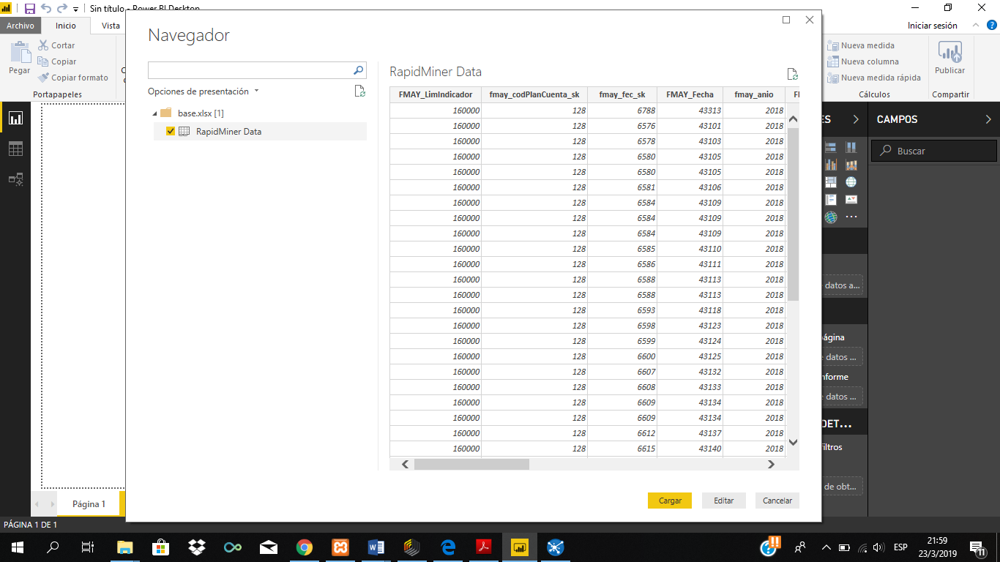 Sin título - Power BI Desktop
Archivo Inicio Vista Iniciar sesión
Pegar
Cortar
Copiar
Copiar formato
Portapapeles
Nueva medida
Nueva columna
Nueva medida rápida
Cálculos
Publicar
Compartir
Navegador
Opciones de presentación
base.xlsx [1]
RapidMiner Data
RapidMiner Data
FMAY_LimIndicador fmay_codPlanCuenta_sk fmay_fec_sk FMAY_Fecha fmay_anio
160000 128 6788 43313 2018
160000 128 6576 43101 2018
160000 128 6578 43103 2018
160000 128 6580 43105 2018
160000 128 6580 43105 2018
160000 128 6581 43106 2018
160000 128 6584 43109 2018
160000 128 6584 43109 2018
160000 128 6584 43109 2018
160000 128 6585 43110 2018
160000 128 6586 43111 2018
160000 128 6588 43113 2018
160000 128 6588 43113 2018
160000 128 6593 43118 2018
160000 128 6598 43123 2018
160000 128 6599 43124 2018
160000 128 6600 43125 2018
160000 128 6607 43132 2018
160000 128 6608 43133 2018
160000 128 6609 43134 2018
160000 128 6609 43134 2018
160000 128 6612 43137 2018
160000 128 6615 43140 2018
Cargar Editar Cancelar
ES
CAMPOS
Buscar
datos a...
ágina
datos ...
nforme
datos ...
DET...
iltros
de obt...
Página 1
PÁGINA 1 DE 1
ESP
21:59
23/3/2019
11